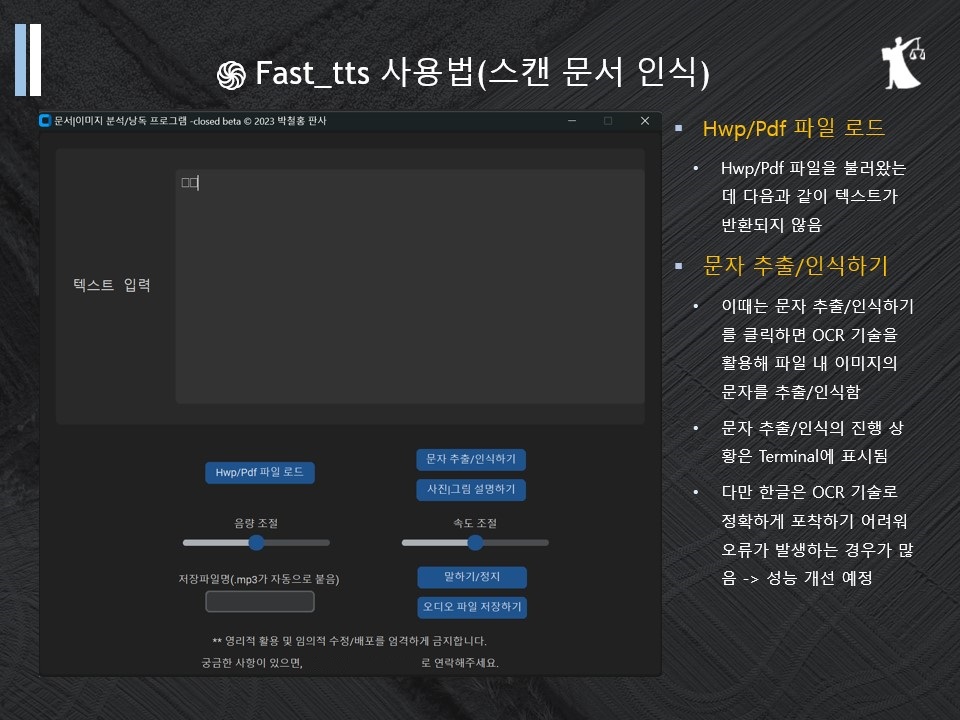 ֍ Fast_tts 사용법(스캔 문서 인식)
문서|이미지 분석/낭독 프로그램 -closed beta © 2023 박철홍 판사
□□
텍스트 입력
Hwp/Pdf 파일 로드
문자 추출/인식하기
사진|그림 설명하기
음량 조절
속도 조절
저장파일명(.mp3가 자동으로 붙음)
말하기/정지
오디오 파일 저장하기
** 영리적 활용 및 임의적 수정/배포를 엄격하게 금지합니다.
궁금한 사항이 있으면, 로 연락해주세요.
▪ Hwp/Pdf 파일 로드
• Hwp/Pdf 파일을 불러왔는
데 다음과 같이 텍스트가
반환되지 않음
▪ 문자 추출/인식하기
• 이때는 문자 추출/인식하기
를 클릭하면 OCR 기술을
활용해 파일 내 이미지의
문자를 추출/인식함
• 문자 추출/인식의 진행 상
황은 Terminal에 표시됨
• 다만 한글은 OCR 기술로
정확하게 포착하기 어려워
오류가 발생하는 경우가 많
음 -> 성능 개선 예정